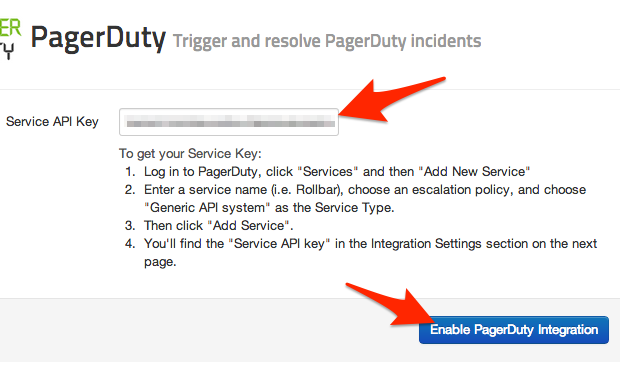 ER
TY
PagerDuty Trigger and resolve PagerDuty incidents
Service API Key
To get your Service Key:
1. Log in to PagerDuty, click "Services" and then "Add New Service"
2. Enter a service name (i.e. Rollbar), choose an escalation policy, and choose
"Generic API system" as the Service Type.
3. Then click "Add Service".
4. You'll find the "Service API key" in the Integration Settings section on the next
page.
Enable PagerDuty Integration